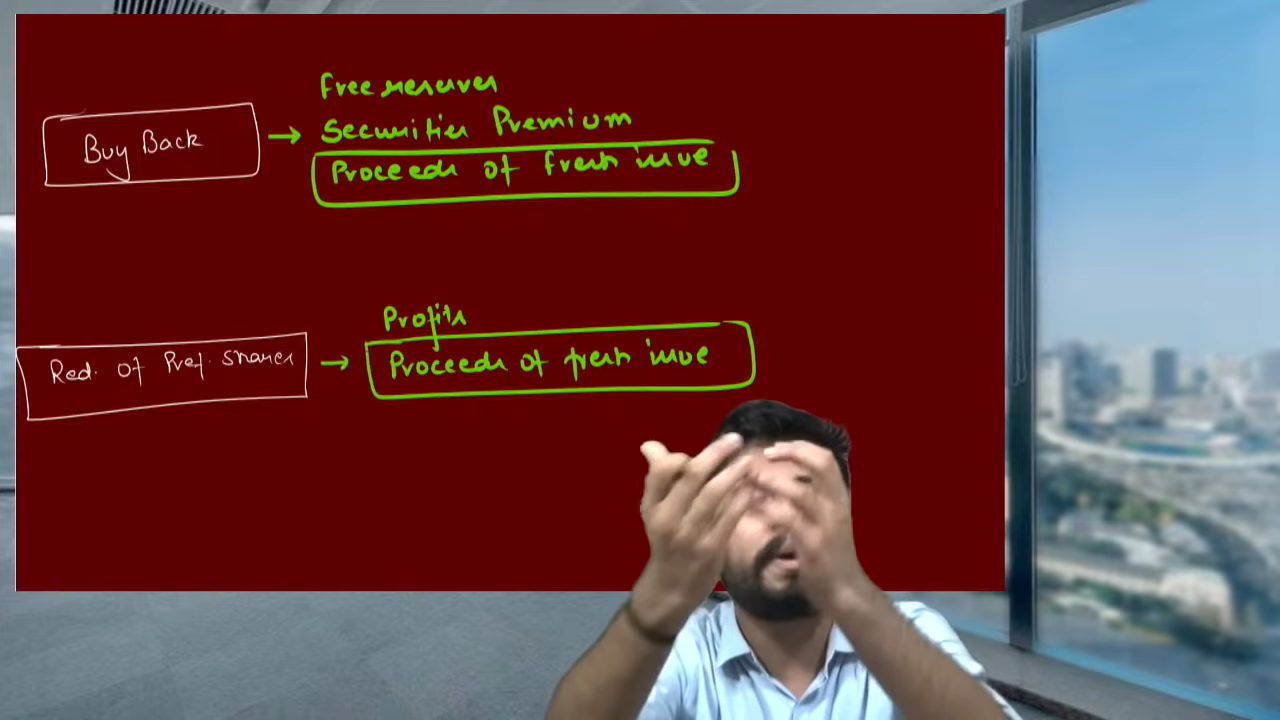 Free reserves
Buy Back → Securities Premium
Proceeds of fresh issue
Profits
Red. of Pref. Shares → Proceeds of fresh issue